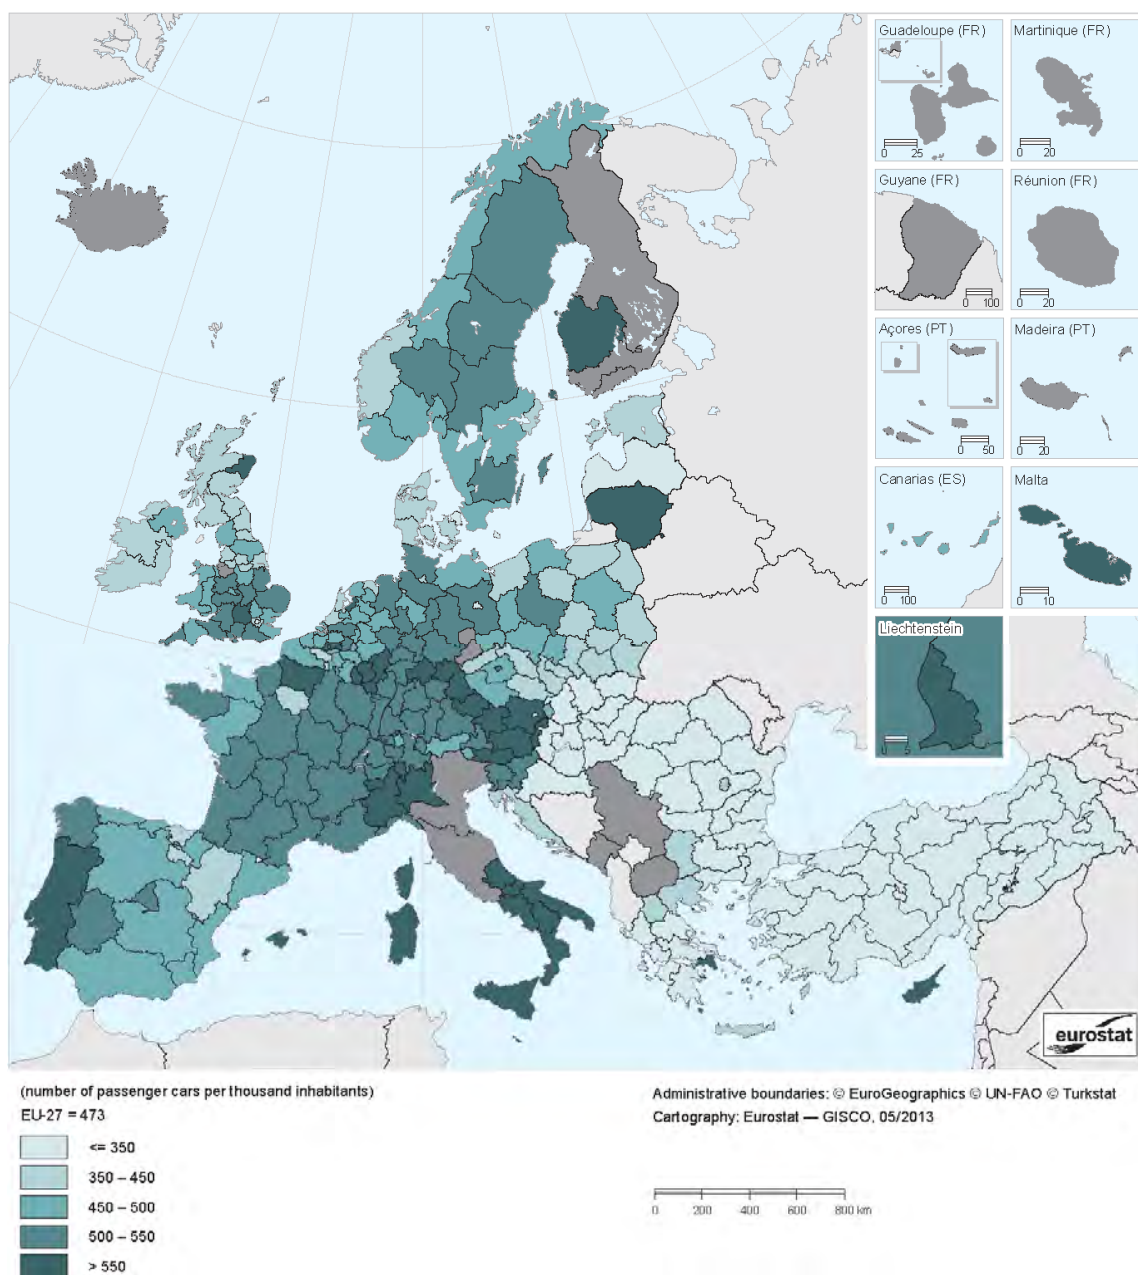 Guadeloupe (FR)
0 25
Martinique (FR)
0 20
Guyane (FR)
0 100
Réunion (FR)
0 20
Açores (PT)
0 50
Madeira (PT)
0 20
Canarias (ES)
0 100
Malta
0 10
Liechtenstein
eurostat
(number of passenger cars per thousand inhabitants)
EU-27 = 473
<= 350
350 – 450
450 – 500
500 – 550
> 550
Administrative boundaries: © EuroGeographics © UN-FAO © Turkstat
Cartography: Eurostat — GISCO, 05/2013
0 200 400 600 800 km